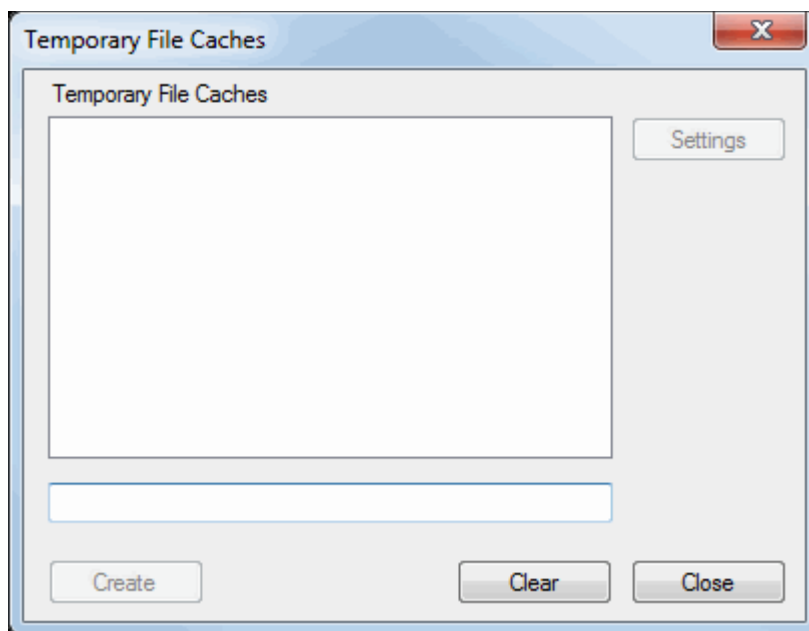 Temporary File Caches
Temporary File Caches
Settings
Create
Clear
Close